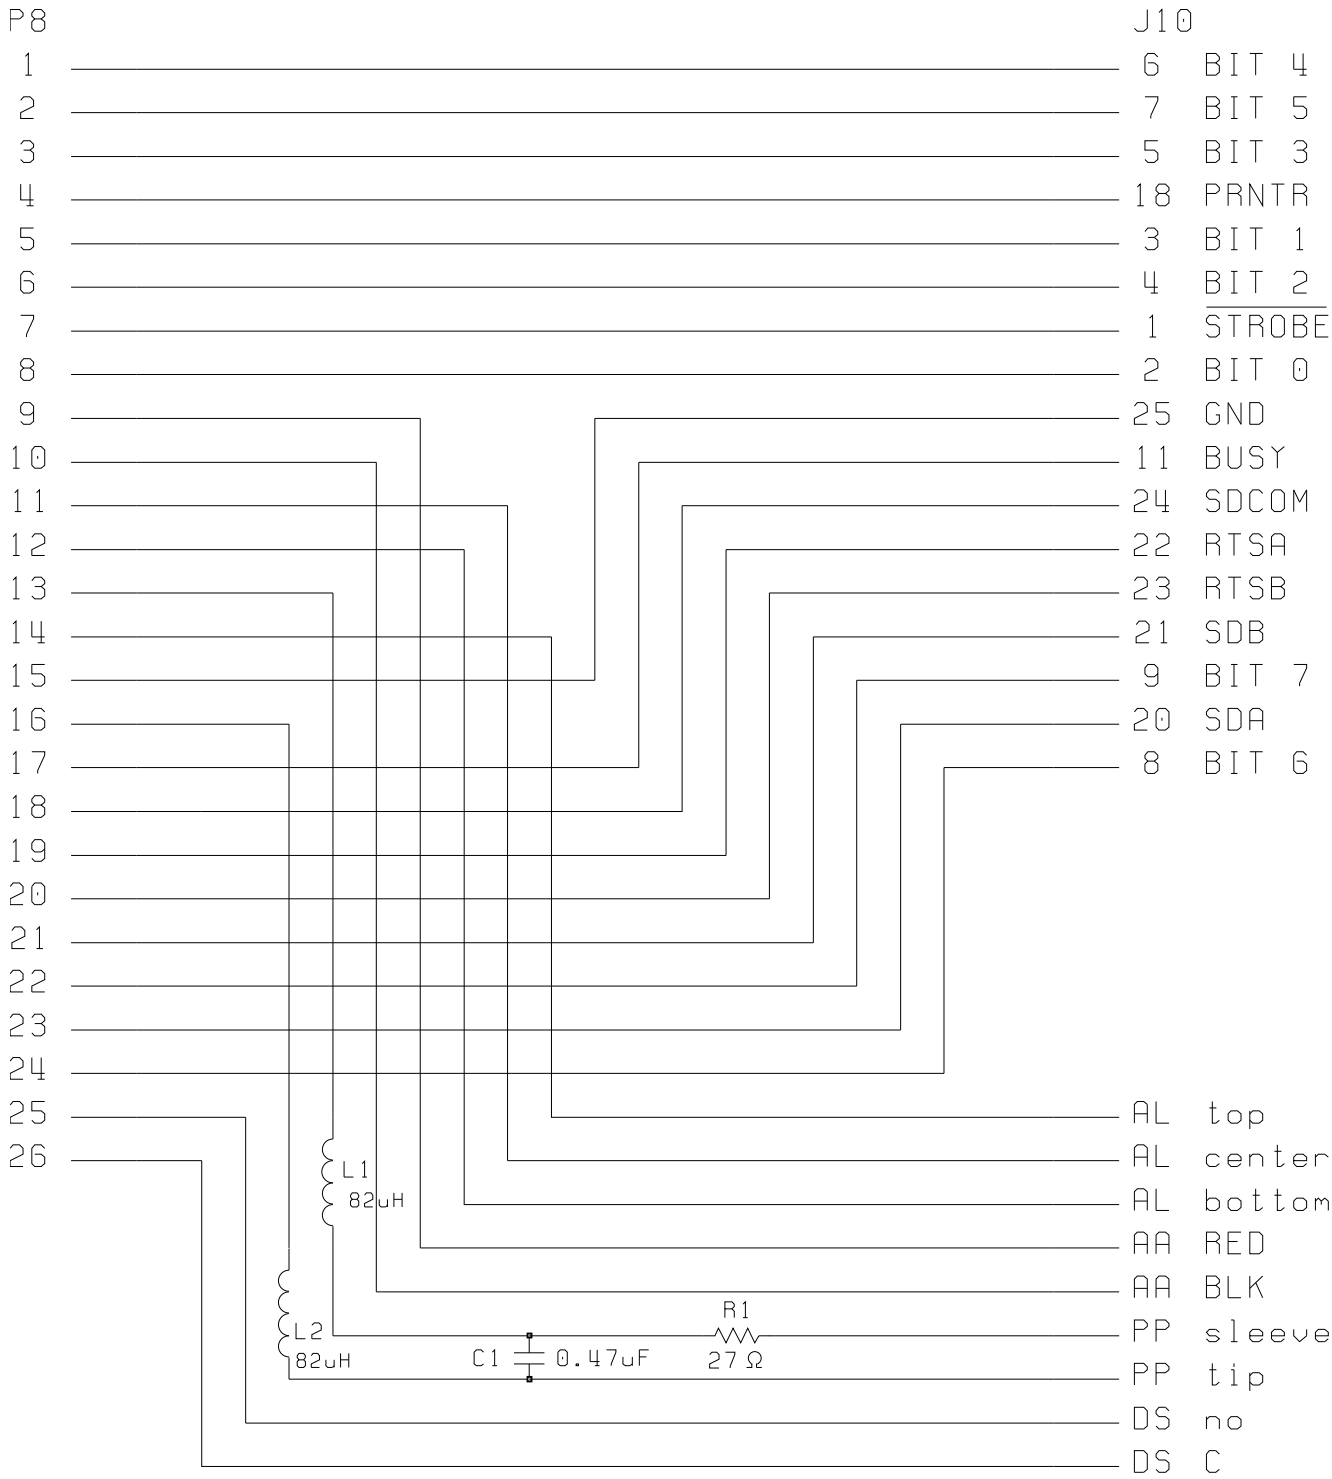 P8 J10
1 6 BIT 4
2 7 BIT 5
3 5 BIT 3
4 18 PRNTR
5 3 BIT 1
6 4 BIT 2
7 1 STROBE
8 2 BIT 0
9 25 GND
10 11 BUSY
11 24 SDCOM
12 22 RTSA
13 23 RTSB
14 21 SDB
15 9 BIT 7
16 20 SDA
17 8 BIT 6
18
19
20
21
22
23
24
25 AL top
26 AL center
L1
82uH AL bottom
AA RED
AA BLK
R1
L2 PP sleeve
82uH C1 0.47uF 27 Ω
PP tip
DS no
DS C